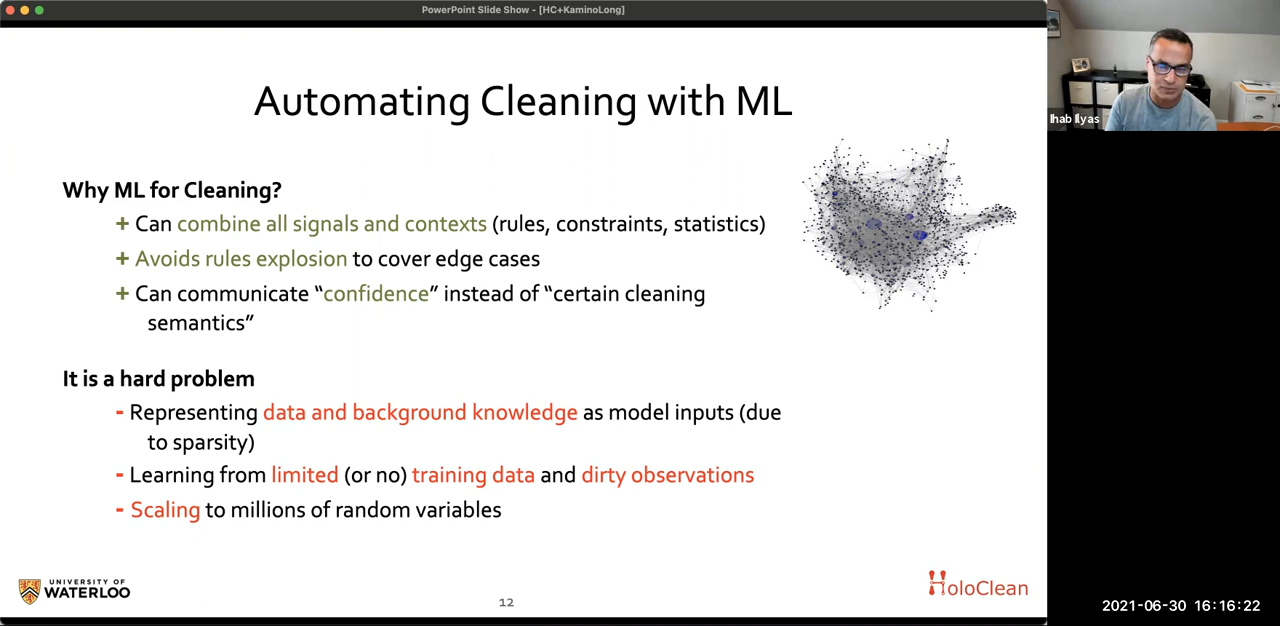 PowerPoint Slide Show - [HC+KaminoLong]
Automating Cleaning with ML
Why ML for Cleaning?
+ Can combine all signals and contexts (rules, constraints, statistics)
+ Avoids rules explosion to cover edge cases
+ Can communicate “confidence” instead of “certain cleaning
semantics”
It is a hard problem
- Representing data and background knowledge as model inputs (due
to sparsity)
- Learning from limited (or no) training data and dirty observations
- Scaling to millions of random variables
UNIVERSITY OF
WATERLOO
12
HoloClean
Ihab Ilyas
2021-06-30 16:16:22